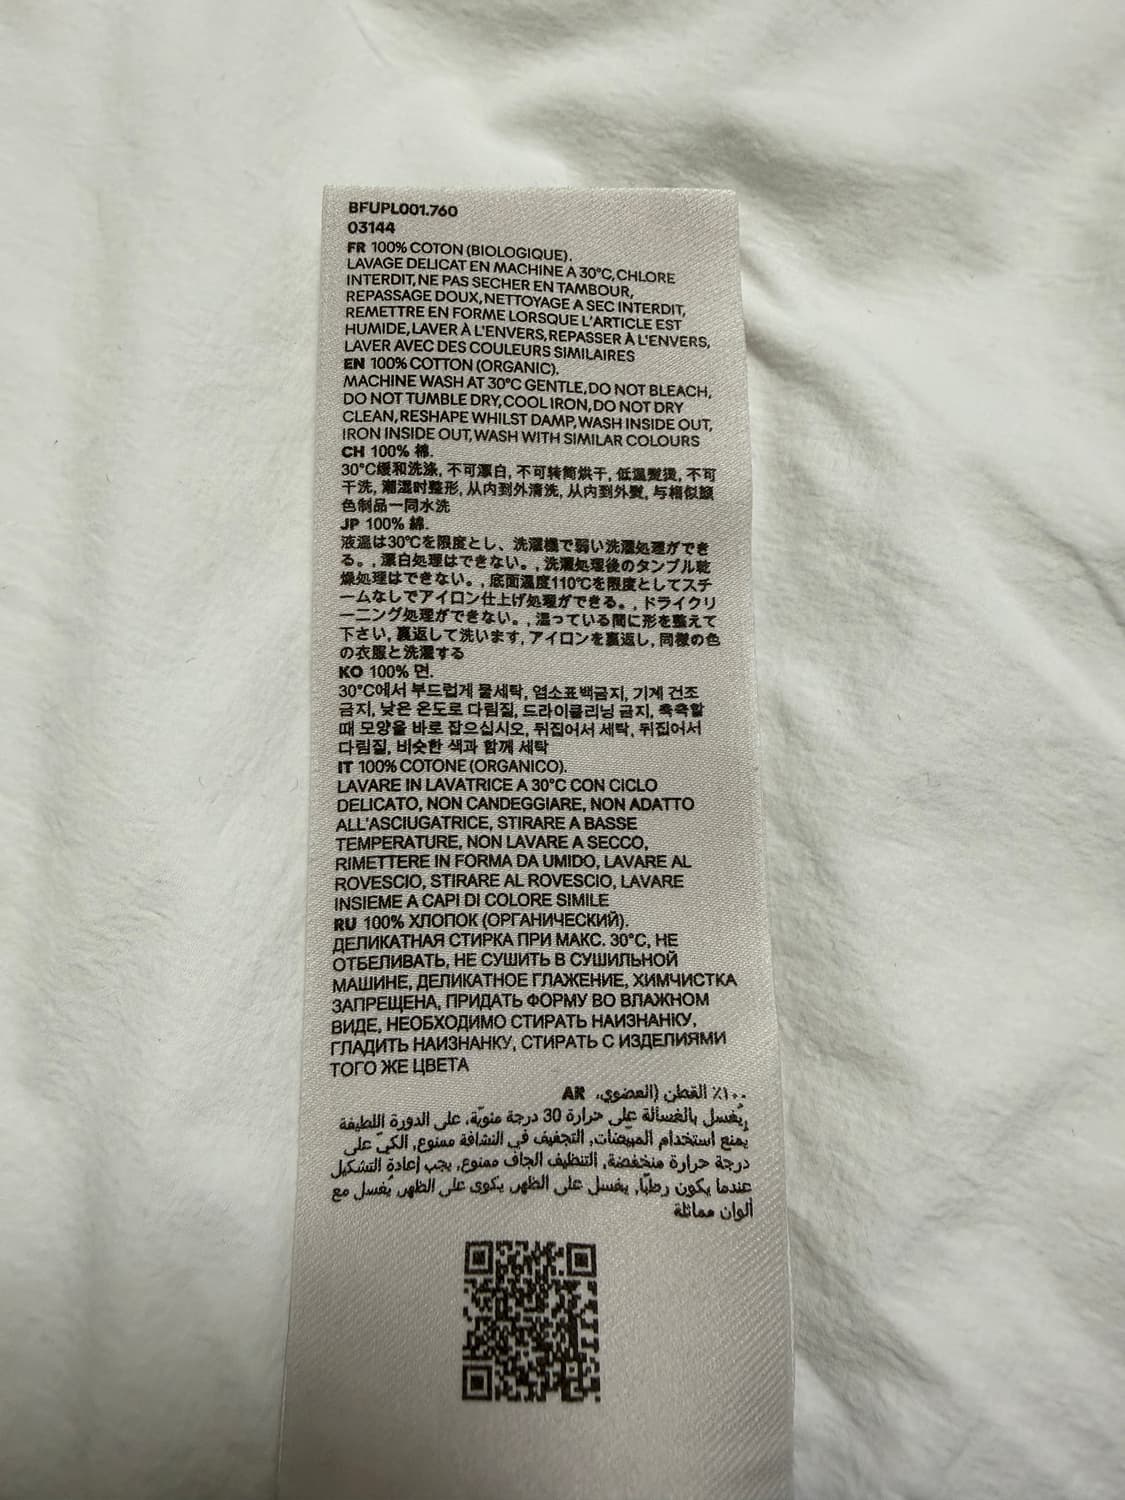 BFUPL001.760
03144
FR 100% COTON (BIOLOGIQUE).
LAVAGE DELICAT EN MACHINE A 30°C, CHLORE
INTERDIT, NE PAS SECHER EN TAMBOUR,
REPASSAGE DOUX, NETTOYAGE A SEC INTERDIT,
REMETTRE EN FORME LORSQUE L'ARTICLE EST
HUMIDE, LAVER À L'ENVERS, REPASSER À L'ENVERS,
LAVER AVEC DES COULEURS SIMILAIRES
EN 100% COTTON (ORGANIC).
MACHINE WASH AT 30°C GENTLE, DO NOT BLEACH,
DO NOT TUMBLE DRY, COOL IRON, DO NOT DRY
CLEAN, RESHAPE WHILST DAMP, WASH INSIDE OUT,
IRON INSIDE OUT, WASH WITH SIMILAR COLOURS
CH 100% 棉.
30°C缓和洗涤, 不可漂白, 不可转筒烘干, 低温熨烫, 不可
干洗, 潮湿时整形, 从内到外清洗, 从内到外熨, 与相似颜
色制品一同水洗
JP 100% 綿.
液温は30℃を限度とし、洗濯機で弱い洗濯処理ができ
る。, 漂白処理はできない。, 洗濯処理後のタンブル乾
燥処理はできない。, 底面温度110℃を限度としてスチ
ームなしでアイロン仕上げ処理ができる。, ドライクリ
ーニング処理ができない。, 湿っている間に形を整えて
下さい, 裏返して洗います, アイロンを裏返し, 同様の色
の衣服と洗濯する
KO 100% 면.
30°C에서 부드럽게 물세탁, 염소표백금지, 기계 건조
금지, 낮은 온도로 다림질, 드라이클리닝 금지, 축축할
때 모양을 바로 잡으십시오, 뒤집어서 세탁, 뒤집어서
다림질, 비슷한 색과 함께 세탁
IT 100% COTONE (ORGANICO).
LAVARE IN LAVATRICE A 30°C CON CICLO
DELICATO, NON CANDEGGIARE, NON ADATTO
ALL'ASCIUGATRICE, STIRARE A BASSE
TEMPERATURE, NON LAVARE A SECCO,
RIMETTERE IN FORMA DA UMIDO, LAVARE AL
ROVESCIO, STIRARE AL ROVESCIO, LAVARE
INSIEME A CAPI DI COLORE SIMILE
RU 100% ХЛОПОК (ОРГАНИЧЕСКИЙ).
ДЕЛИКАТНАЯ СТИРКА ПРИ МАКС. 30°C, НЕ
ОТБЕЛИВАТЬ, НЕ СУШИТЬ В СУШИЛЬНОЙ
МАШИНЕ, ДЕЛИКАТНОЕ ГЛАЖЕНИЕ, ХИМЧИСТКА
ЗАПРЕЩЕНА, ПРИДАТЬ ФОРМУ ВО ВЛАЖНОМ
ВИДЕ, НЕОБХОДИМО СТИРАТЬ НАИЗНАНКУ,
ГЛАДИТЬ НАИЗНАНКУ, СТИРАТЬ С ИЗДЕЛИЯМИ
ТОГО ЖЕ ЦВЕТА
١٠٠٪ القطن (العضوي). AR
يُغسل بالغسالة على حرارة 30 درجة مئويّة، على الدورة اللطيفة
يمنع استخدام المبيّضات, التجفيف في النشافة ممنوع, الكيّ على
درجة حرارة منخفضة, التنظيف الجاف ممنوع, يجب إعادة التشكيل
عندما يكون رطبًا, يغسل على الظهر, يكوى على الظهر, يُغسل مع
ألوان مماثلة